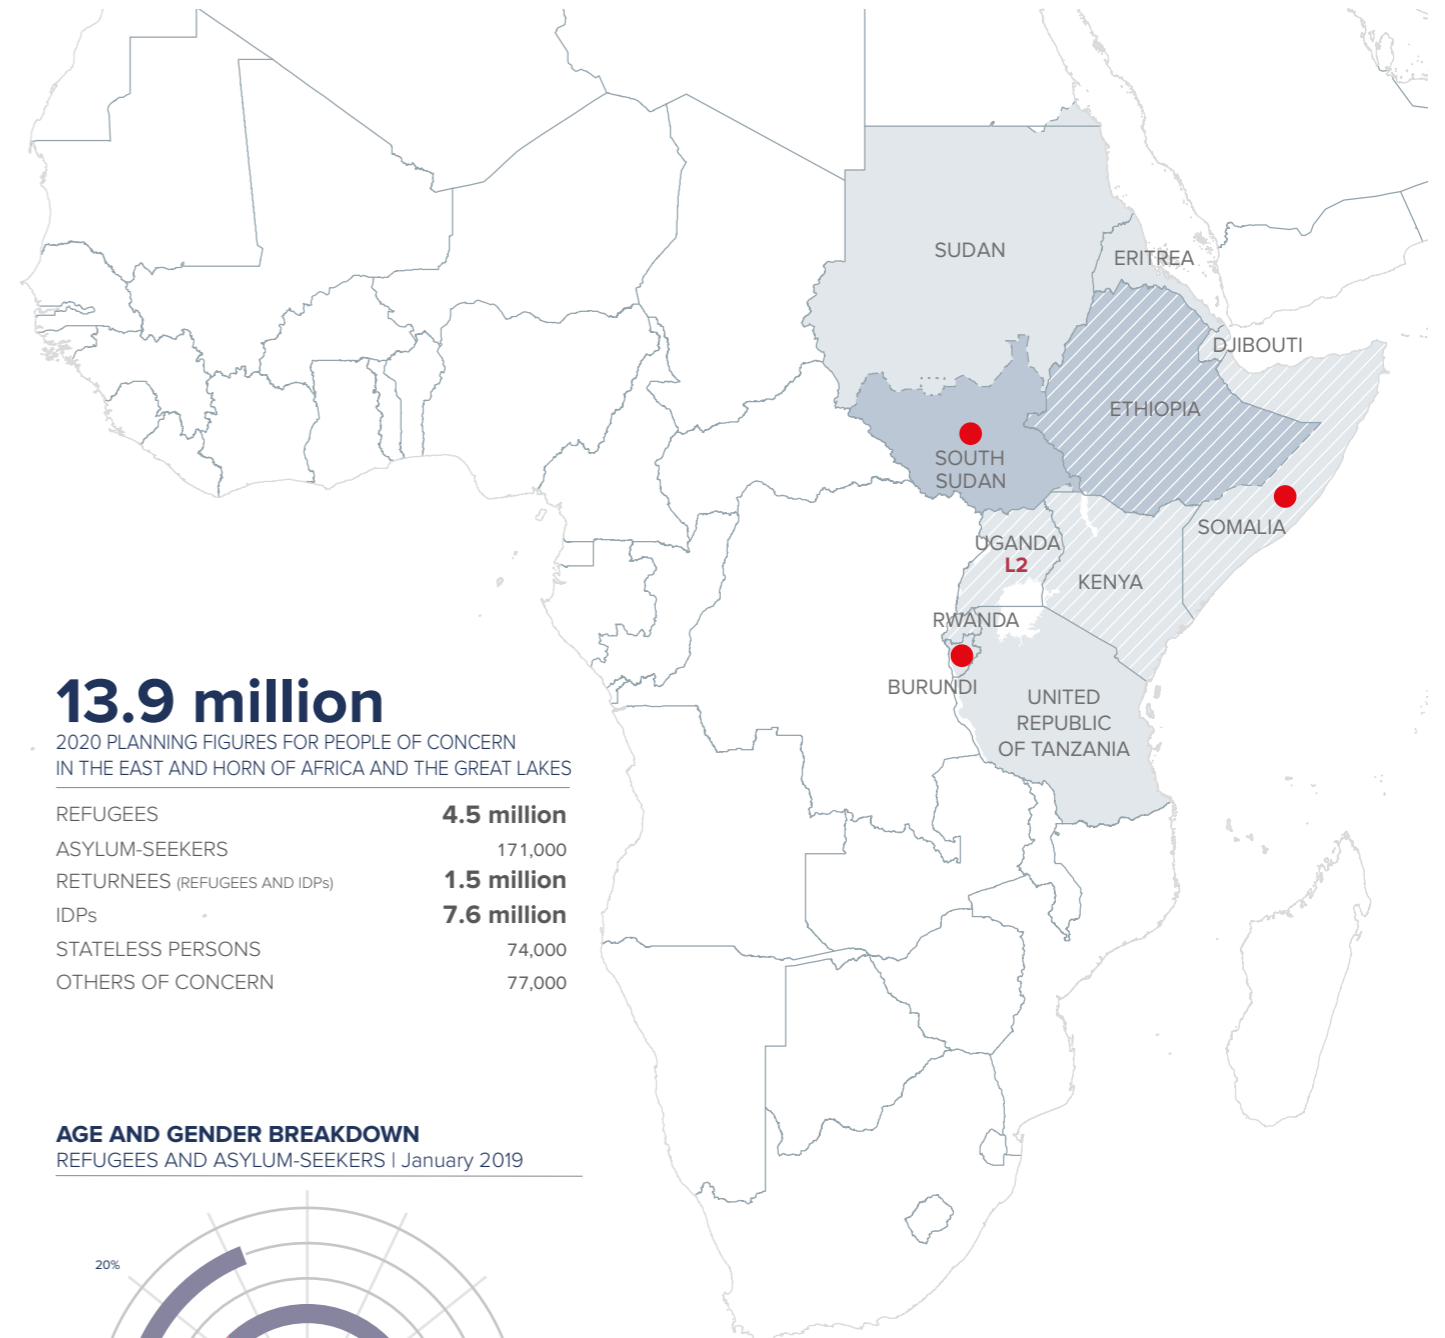 SUDAN
ERITREA
DJIBOUTI
ETHIOPIA
SOUTH
SUDAN
SOMALIA
UGANDA
L2
KENYA
RWANDA
BURUNDI
UNITED
REPUBLIC
OF TANZANIA
13.9 million
2020 PLANNING FIGURES FOR PEOPLE OF CONCERN
IN THE EAST AND HORN OF AFRICA AND THE GREAT LAKES
REFUGEES 4.5 million
ASYLUM-SEEKERS 171,000
RETURNEES (REFUGEES AND IDPs) 1.5 million
IDPs 7.6 million
STATELESS PERSONS 74,000
OTHERS OF CONCERN 77,000
AGE AND GENDER BREAKDOWN
REFUGEES AND ASYLUM-SEEKERS | January 2019
20%